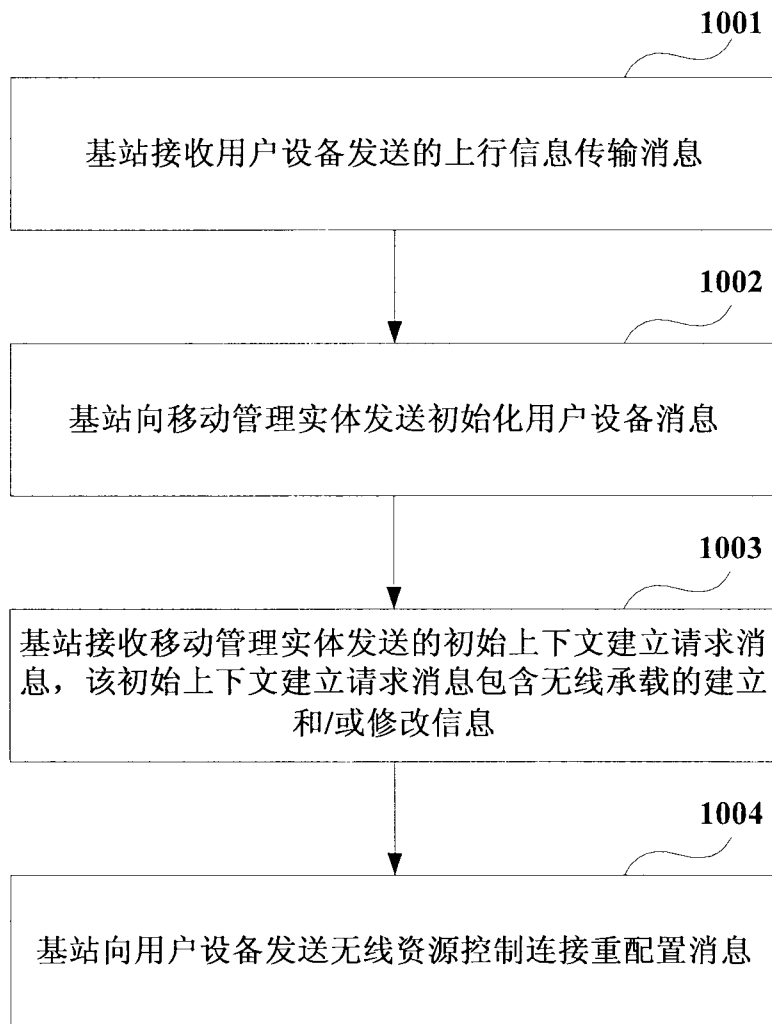 1001
基站接收用户设备发送的上行信息传输消息
1002
基站向移动管理实体发送初始化用户设备消息
1003
基站接收移动管理实体发送的初始上下文建立请求消
息，该初始上下文建立请求消息包含无线承载的建立
和/或修改信息
1004
基站向用户设备发送无线资源控制连接重配置消息